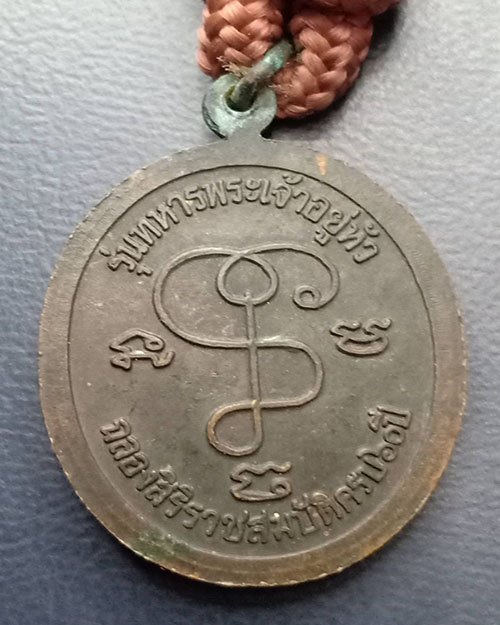 รุ่นทหารพระเจ้าอยู่หัว
ฉลองสิริราชสมบัติครบ๖๐ปี